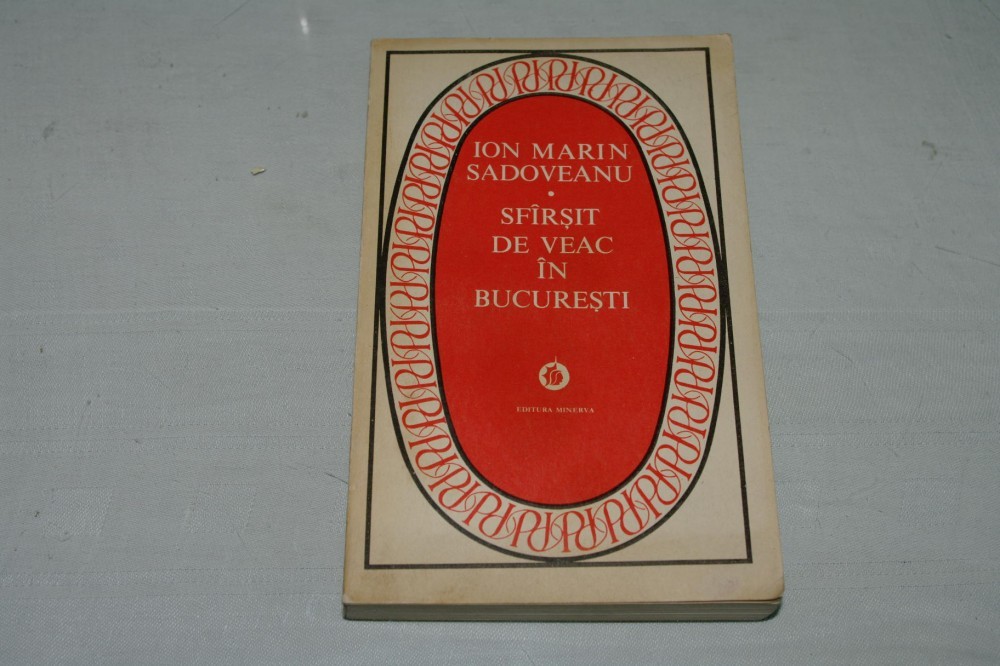 ION MARIN
SADOVEANU
•
SFÎRȘIT
DE VEAC
ÎN
BUCUREȘTI
EDITURA MINERVA